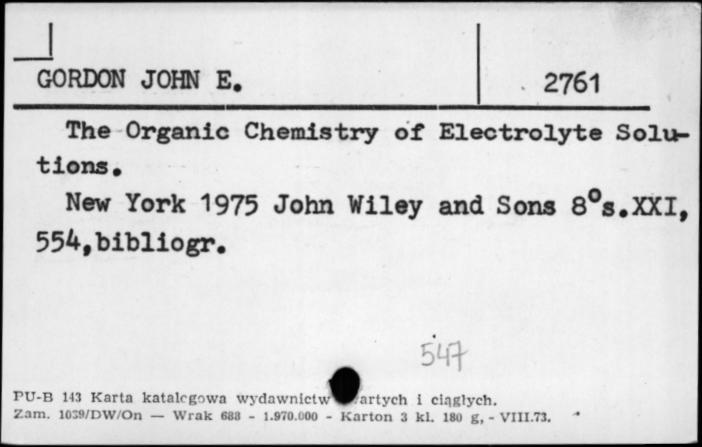 GORDON JOHN E.
2761
The Organic Chemistry of Electrolyte Solu-
tions.
New York 1975 John Wiley and Sons 8°s.XXI,
554,bibliogr.
547
PU-B 143 Karta katalogowa wydawnictw artych i ciągłych.
Zam. 1039/DW/On — Wrak 688 - 1.970.000 - Karton 3 kl. 180 g, - VIII.73.